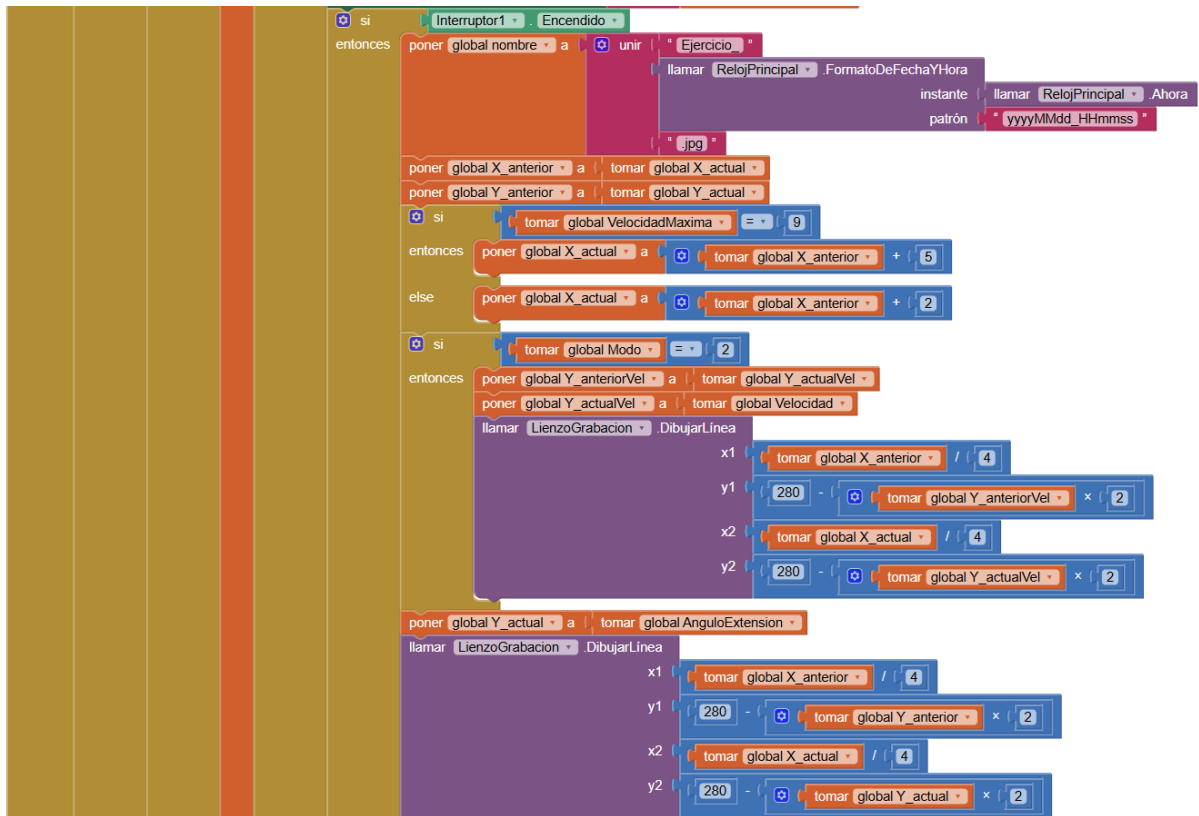 si Interruptor1 . Encendido
entonces poner global nombre a unir " Ejercicio_ "
llamar RelojPrincipal .FormatoDeFechaYHora
instante llamar RelojPrincipal .Ahora
patrón " yyyyMMdd_HHmmss "
" .jpg "
poner global X_anterior a tomar global X_actual
poner global Y_anterior a tomar global Y_actual
si tomar global VelocidadMaxima = 9
entonces poner global X_actual a tomar global X_anterior + 5
else poner global X_actual a tomar global X_anterior + 2
si tomar global Modo = 2
entonces poner global Y_anteriorVel a tomar global Y_actualVel
poner global Y_actualVel a tomar global Velocidad
llamar LienzoGrabacion .DibujarLínea
x1 tomar global X_anterior / 4
y1 280 - tomar global Y_anteriorVel × 2
x2 tomar global X_actual / 4
y2 280 - tomar global Y_actualVel × 2
poner global Y_actual a tomar global AnguloExtension
llamar LienzoGrabacion .DibujarLínea
x1 tomar global X_anterior / 4
y1 280 - tomar global Y_anterior × 2
x2 tomar global X_actual / 4
y2 280 - tomar global Y_actual × 2